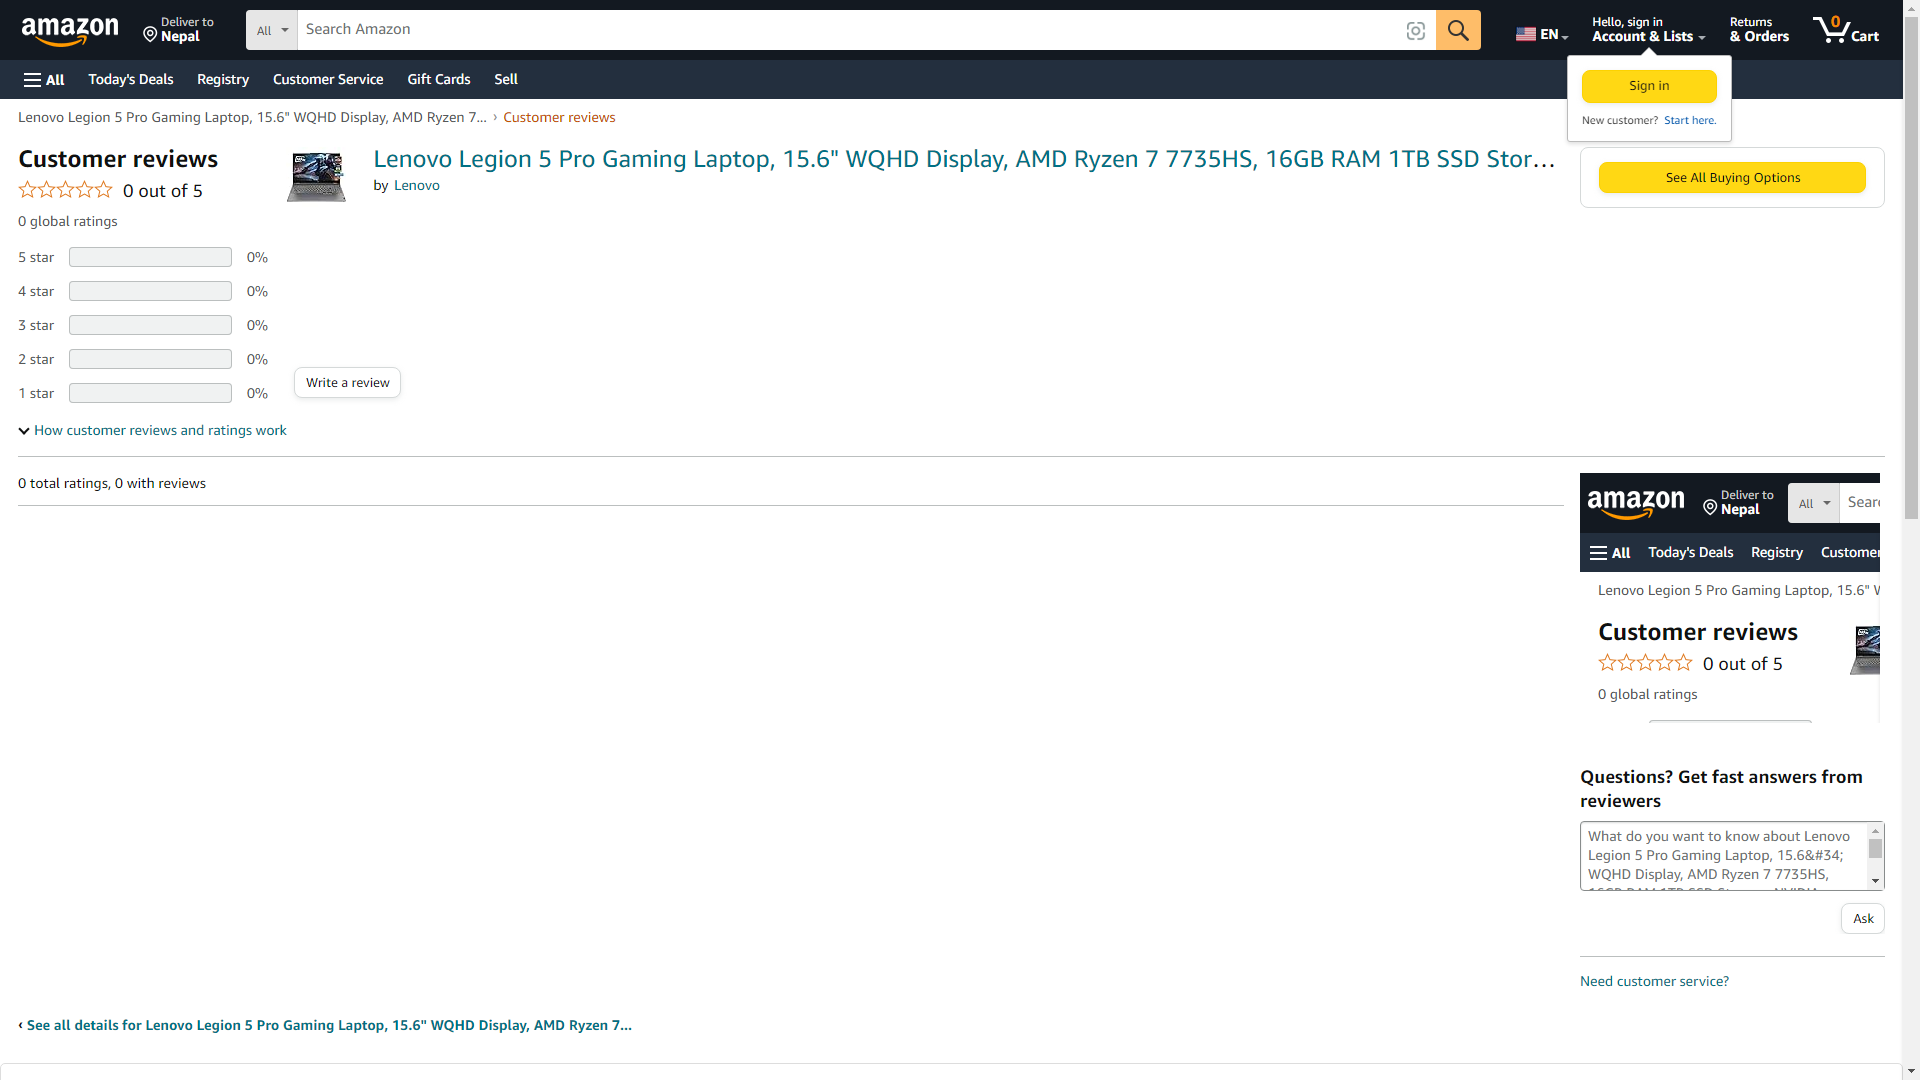 amazon
Deliver to
Nepal
All
Search Amazon
EN
Hello, sign in
Account & Lists
Returns
& Orders
0
Cart
All
Today's Deals
Registry
Customer Service
Gift Cards
Sell
Sign in
New customer? Start here.
Lenovo Legion 5 Pro Gaming Laptop, 15.6" WQHD Display, AMD Ryzen 7... › Customer reviews
Customer reviews
0 out of 5
0 global ratings
5 star 0%
4 star 0%
3 star 0%
2 star 0%
1 star 0%
How customer reviews and ratings work
Lenovo Legion 5 Pro Gaming Laptop, 15.6" WQHD Display, AMD Ryzen 7 7735HS, 16GB RAM 1TB SSD Stor…
by Lenovo
Write a review
See All Buying Options
0 total ratings, 0 with reviews
amazon
Deliver to
Nepal
All
Sear
All
Today's Deals
Registry
Customer
Lenovo Legion 5 Pro Gaming Laptop, 15.6"
Customer reviews
0 out of 5
0 global ratings
Questions? Get fast answers from
reviewers
What do you want to know about Lenovo
Legion 5 Pro Gaming Laptop, 15.6&#34;
WQHD Display, AMD Ryzen 7 7735HS,
Ask
Need customer service?
‹ See all details for Lenovo Legion 5 Pro Gaming Laptop, 15.6" WQHD Display, AMD Ryzen 7...